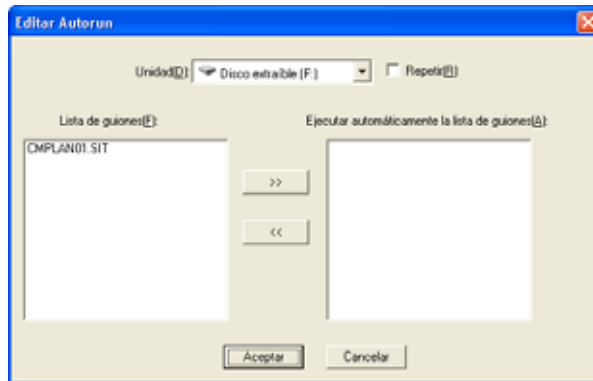 Editar Autorun
Unidad(D): Disco extraíble (F:) Repetir(R)
Lista de guiones(F): Ejecutar automáticamente la lista de guiones(A):
CMPLAN01.SIT
>>
<<
Aceptar Cancelar